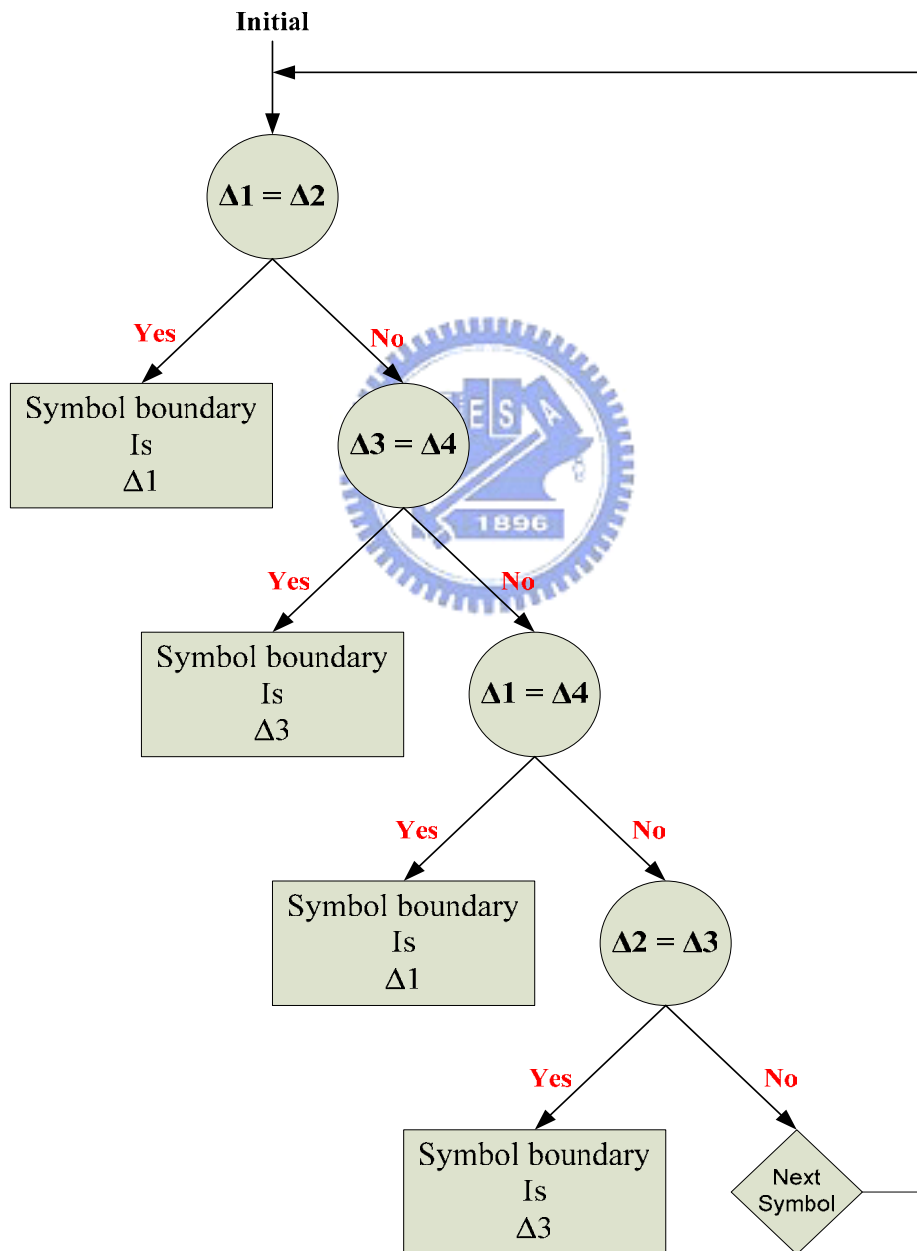 Initial
Δ1 = Δ2
Yes
No
Symbol boundary
Is
Δ1
Δ3 = Δ4
E S A
1896
Yes
No
Symbol boundary
Is
Δ3
Δ1 = Δ4
Yes
No
Symbol boundary
Is
Δ1
Δ2 = Δ3
Yes
No
Symbol boundary
Is
Δ3
Next
Symbol